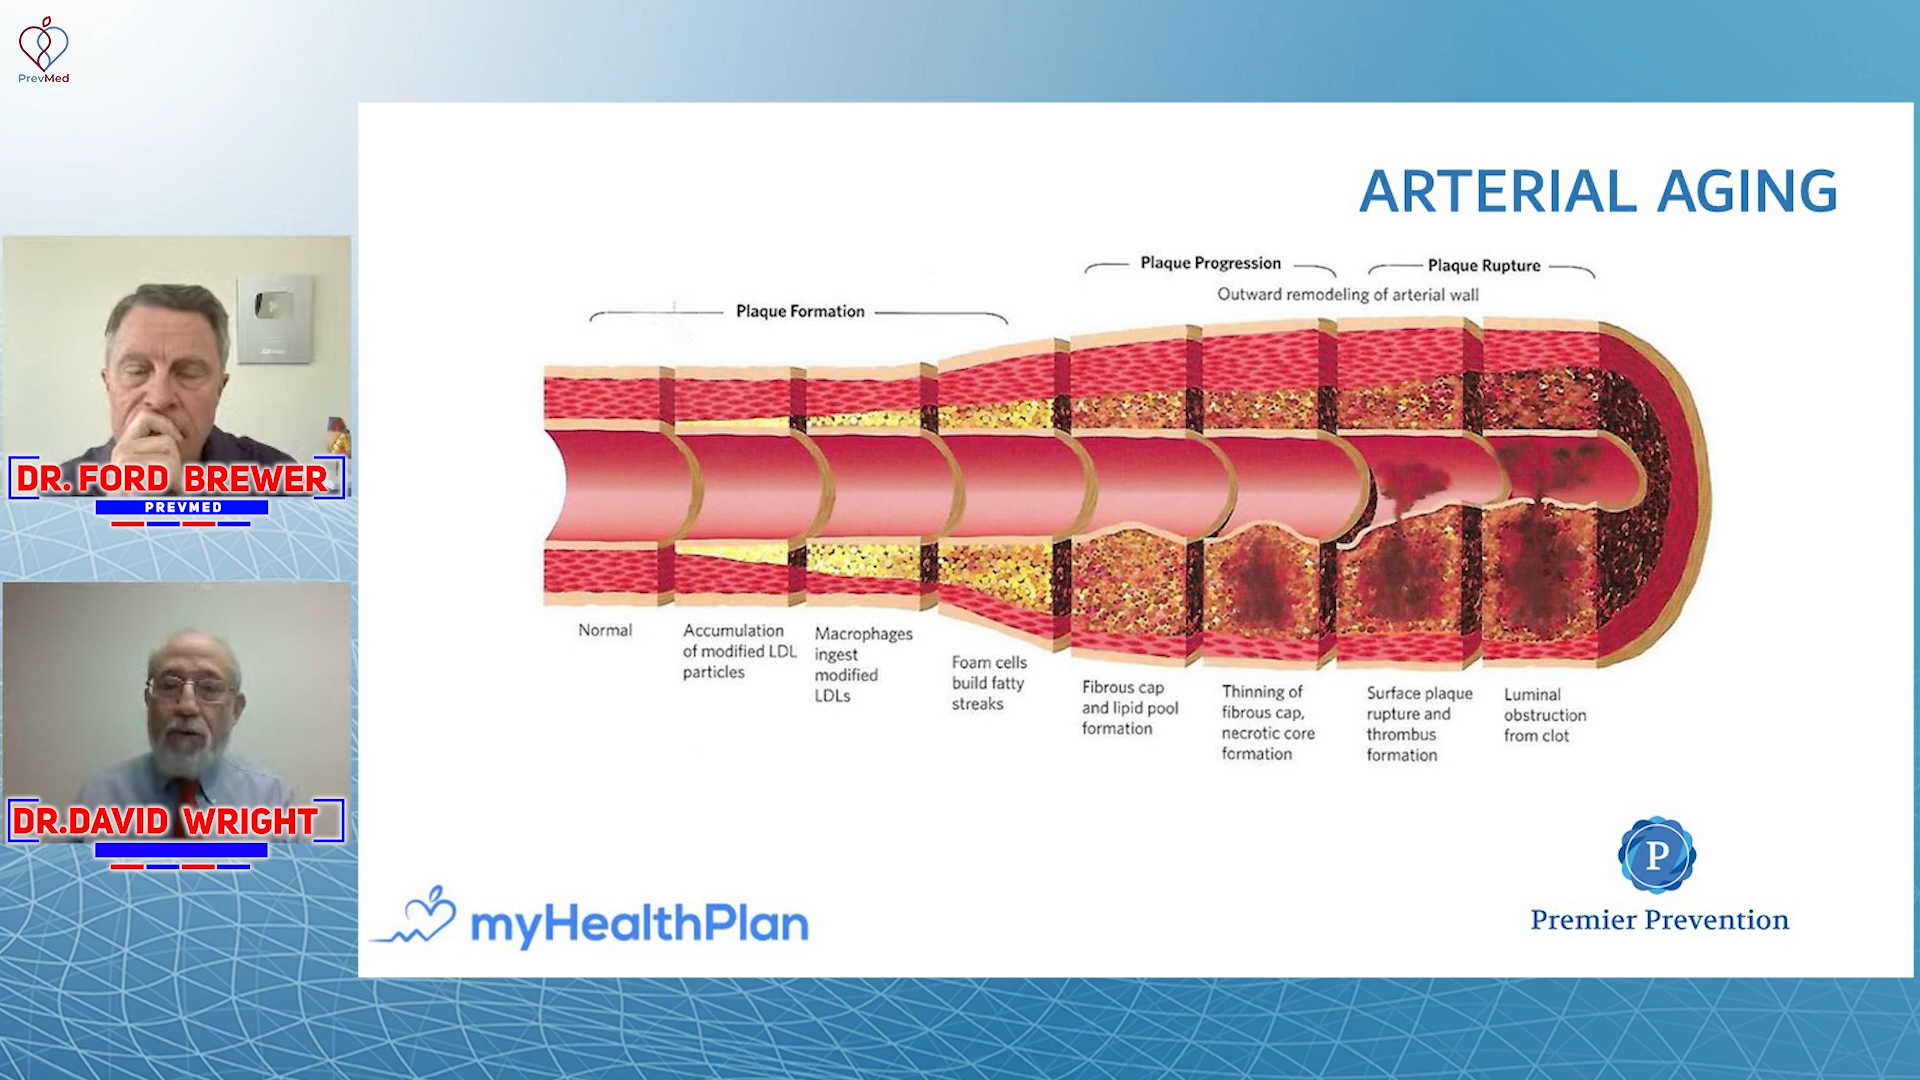 PrevMed
ARTERIAL AGING
Plaque Formation
Plaque Progression
Plaque Rupture
Outward remodeling of arterial wall
Normal
Accumulation
of modified LDL
particles
Macrophages
ingest
modified
LDLs
Foam cells
build fatty
streaks
Fibrous cap
and lipid pool
formation
Thinning of
fibrous cap,
necrotic core
formation
Surface plaque
rupture and
thrombus
formation
Luminal
obstruction
from clot
DR. FORD BREWER
PREVMED
DR.DAVID WRIGHT
myHealthPlan
P
Premier Prevention